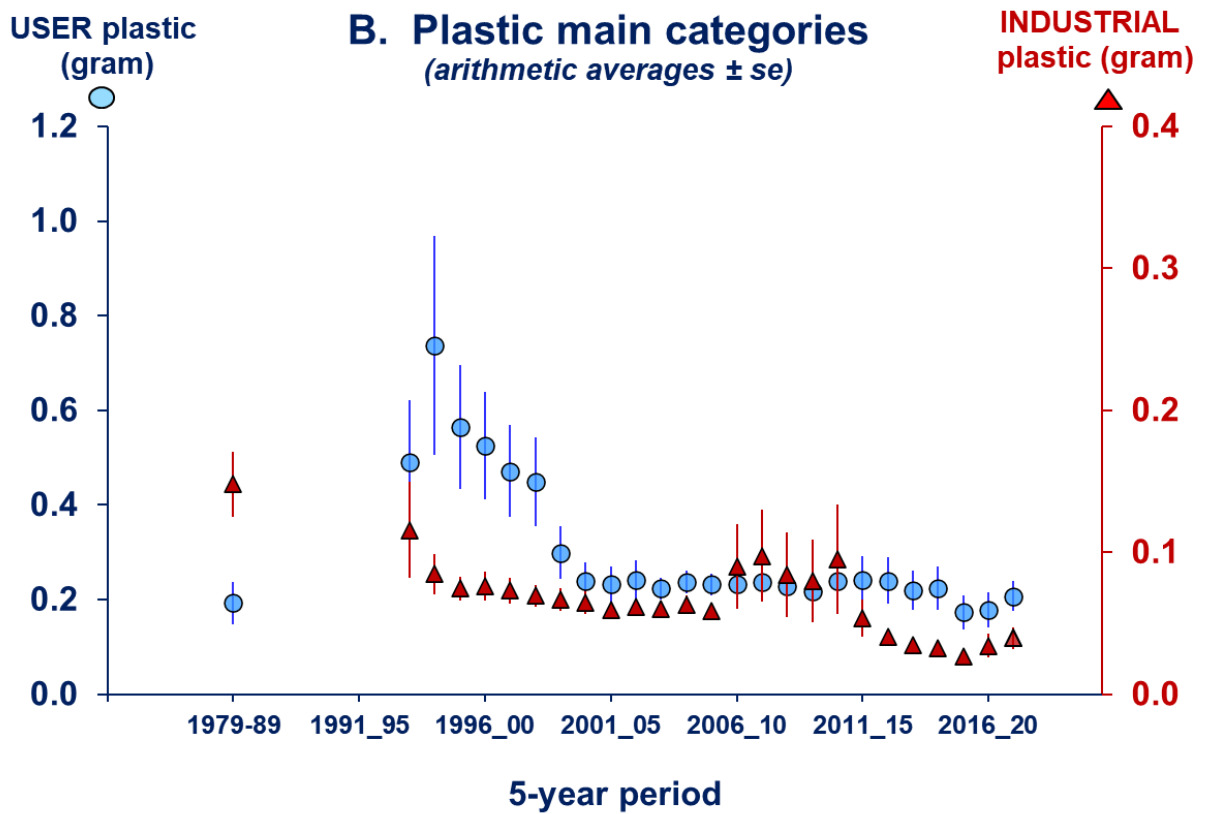 USER plastic
(gram)
B. Plastic main categories
(arithmetic averages ± se)
INDUSTRIAL
plastic (gram)
1.2
1.0
0.8
0.6
0.4
0.2
0.0
0.4
0.3
0.2
0.1
0.0
1979-89
1991_95
1996_00
2001_05
2006_10
2011_15
2016_20
5-year period